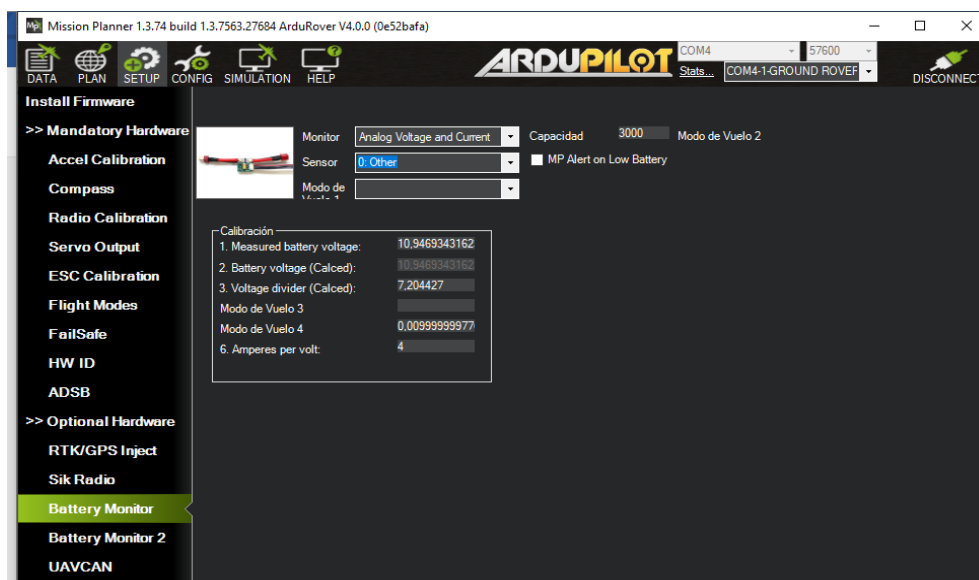 Mission Planner 1.3.74 build 1.3.7563.27684 ArduRover V4.0.0 (0e52bafa)
DATA PLAN SETUP CONFIG SIMULATION HELP
ARDUPILOT
COM4 57600
Stats... COM4-1-GROUND ROVER
DISCONNECT
Install Firmware
>> Mandatory Hardware
Accel Calibration
Compass
Radio Calibration
Servo Output
ESC Calibration
Flight Modes
FailSafe
HW ID
ADSB
>> Optional Hardware
RTK/GPS Inject
Sik Radio
Battery Monitor
Battery Monitor 2
UAVCAN
Monitor Analog Voltage and Current Capacidad 3000 Modo de Vuelo 2
Sensor 0: Other MP Alert on Low Battery
Modo de
Vuelo 1
Calibración
1. Measured battery voltage: 10,9469343162
2. Battery voltage (Calced): 10,9469343162
3. Voltage divider (Calced): 7,204427
Modo de Vuelo 3
Modo de Vuelo 4 0,0099999977
6. Amperes per volt: 4